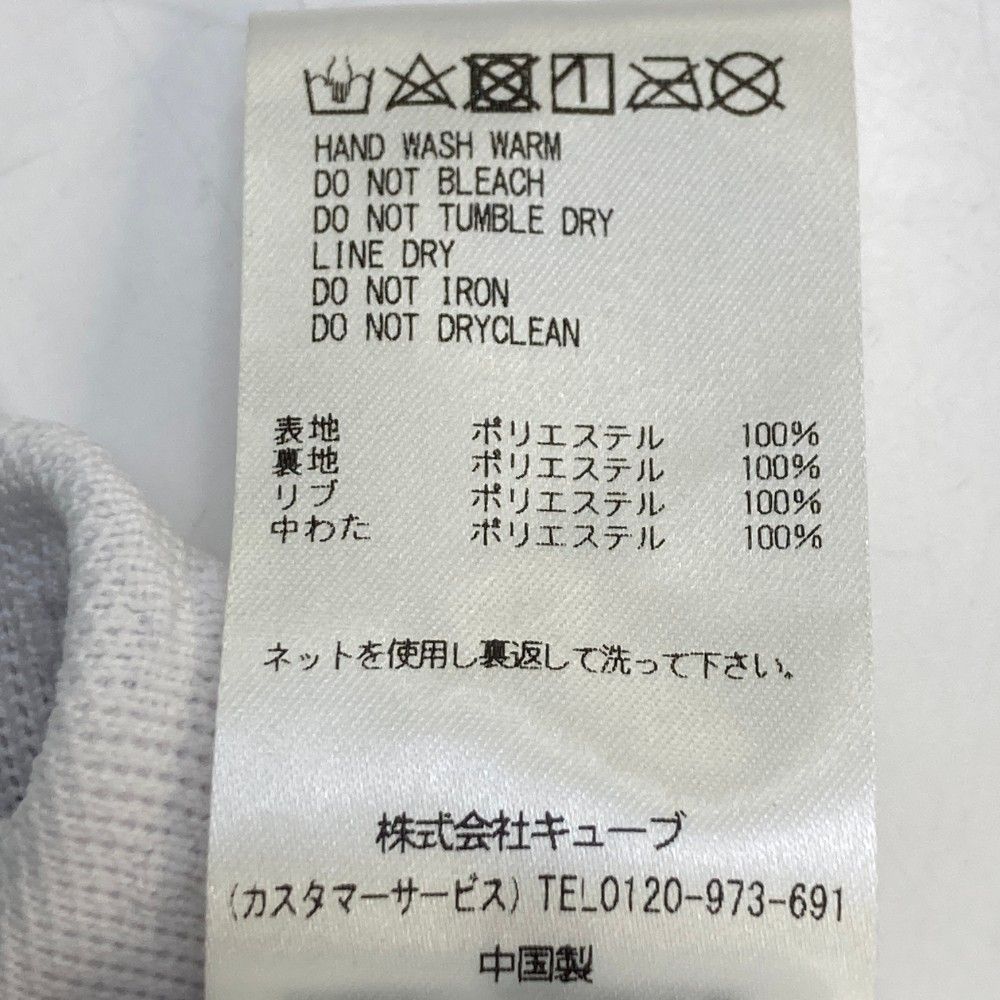 HAND WASH WARM
DO NOT BLEACH
DO NOT TUMBLE DRY
LINE DRY
DO NOT IRON
DO NOT DRYCLEAN
表地 ポリエステル 100%
裏地 ポリエステル 100%
リブ ポリエステル 100%
中わた ポリエステル 100%
ネットを使用し裏返して洗って下さい。
株式会社キューブ
(カスタマーサービス) TEL0120-973-691
中国製